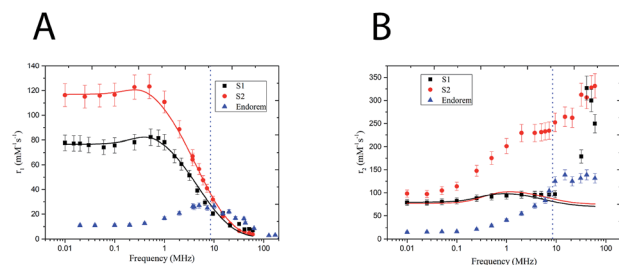 A
B
r₁ (mM⁻¹s⁻¹)
140
120
100
80
60
40
20
0
S1
S2
Endorem
0.01
0.1
1
10
100
Frequency (MHz)
r₂ (mM⁻¹s⁻¹)
350
300
250
200
150
100
50
0
S1
S2
Endorem
0.01
0.1
1
10
100
Frequency (MHz)